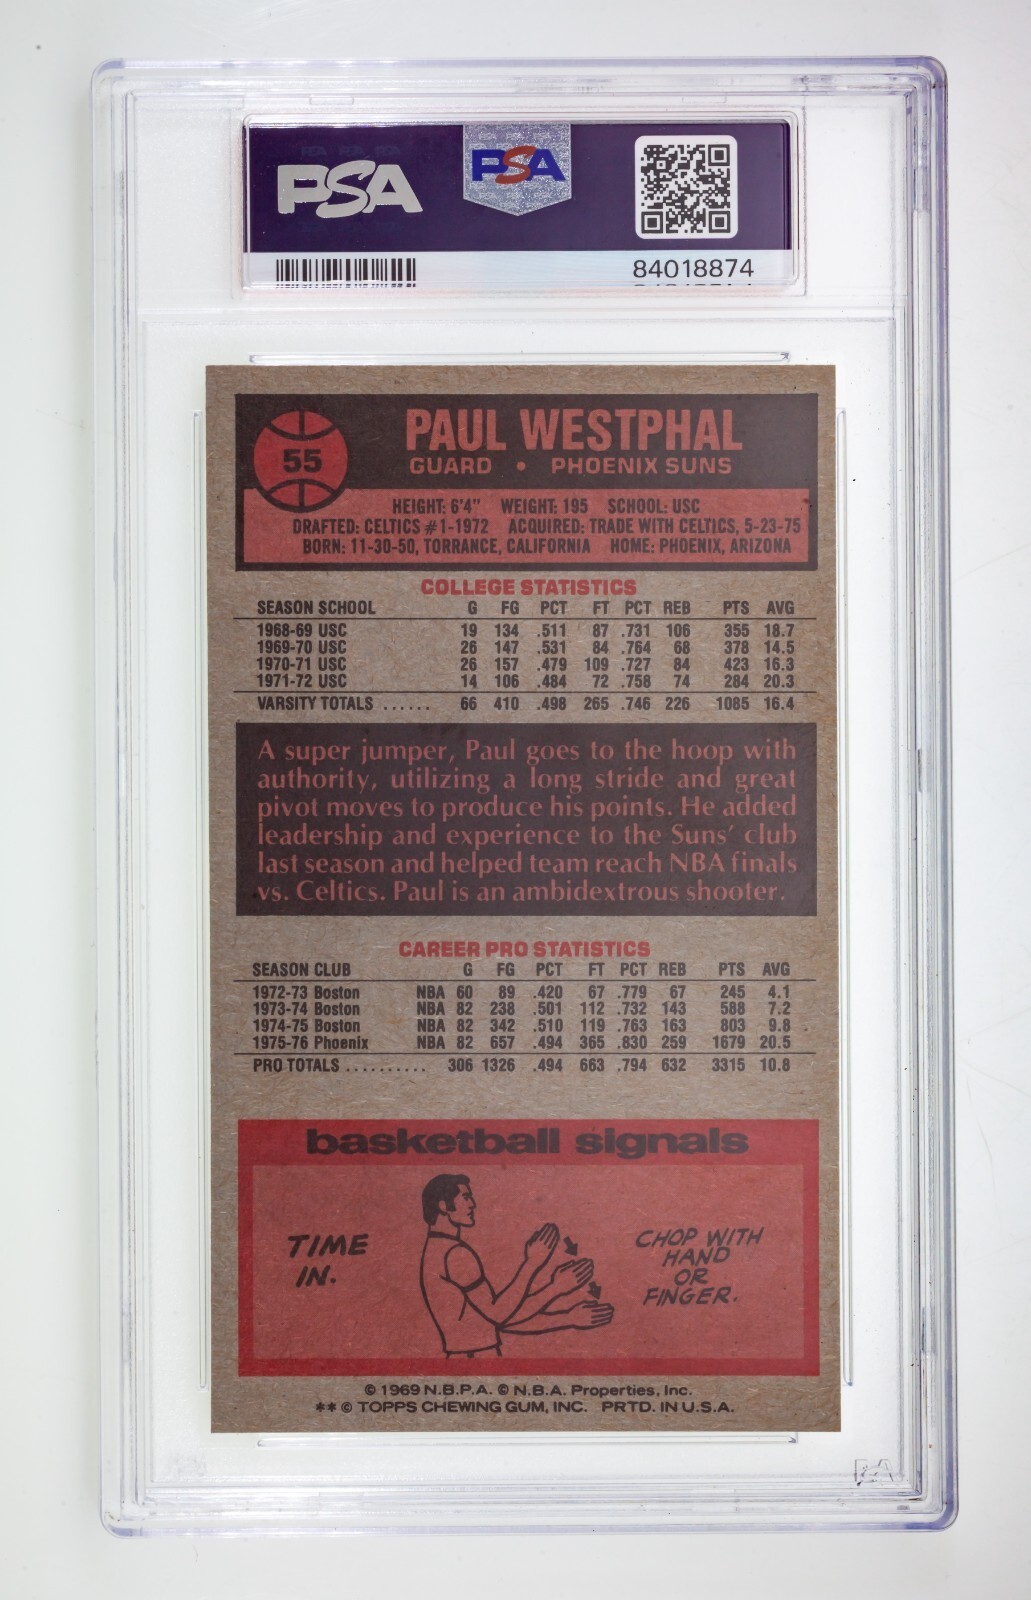 PSA PSA
84018874
55
PAUL WESTPHAL
GUARD • PHOENIX SUNS
HEIGHT: 6'4" WEIGHT: 195 SCHOOL: USC
DRAFTED: CELTICS #1-1972 ACQUIRED: TRADE WITH CELTICS, 5-23-75
BORN: 11-30-50, TORRANCE, CALIFORNIA HOME: PHOENIX, ARIZONA
COLLEGE STATISTICS
SEASON SCHOOL G FG PCT FT PCT REB PTS AVG
1968-69 USC 19 134 .511 87 .731 106 355 18.7
1969-70 USC 26 147 .531 84 .764 68 378 14.5
1970-71 USC 26 157 .479 109 .727 84 423 16.3
1971-72 USC 14 106 .484 72 .758 74 284 20.3
VARSITY TOTALS ...... 66 410 .498 265 .746 226 1085 16.4
A super jumper, Paul goes to the hoop with
authority, utilizing a long stride and great
pivot moves to produce his points. He added
leadership and experience to the Suns' club
last season and helped team reach NBA finals
vs. Celtics. Paul is an ambidextrous shooter.
CAREER PRO STATISTICS
SEASON CLUB G FG PCT FT PCT REB PTS AVG
1972-73 Boston NBA 60 89 .420 67 .779 67 245 4.1
1973-74 Boston NBA 82 238 .501 112 .732 143 588 7.2
1974-75 Boston NBA 82 342 .510 119 .763 163 803 9.8
1975-76 Phoenix NBA 82 657 .494 365 .830 259 1679 20.5
PRO TOTALS .......... 306 1326 .494 663 .794 632 3315 10.8
basketball signals
TIME
IN.
CHOP WITH
HAND
OR
FINGER.
© 1969 N.B.P.A. © N.B.A. Properties, Inc.
** © TOPPS CHEWING GUM, INC. PRTD. IN U.S.A.
PSA